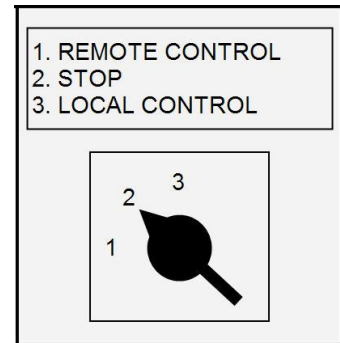 1. REMOTE CONTROL
2. STOP
3. LOCAL CONTROL
3
2
1